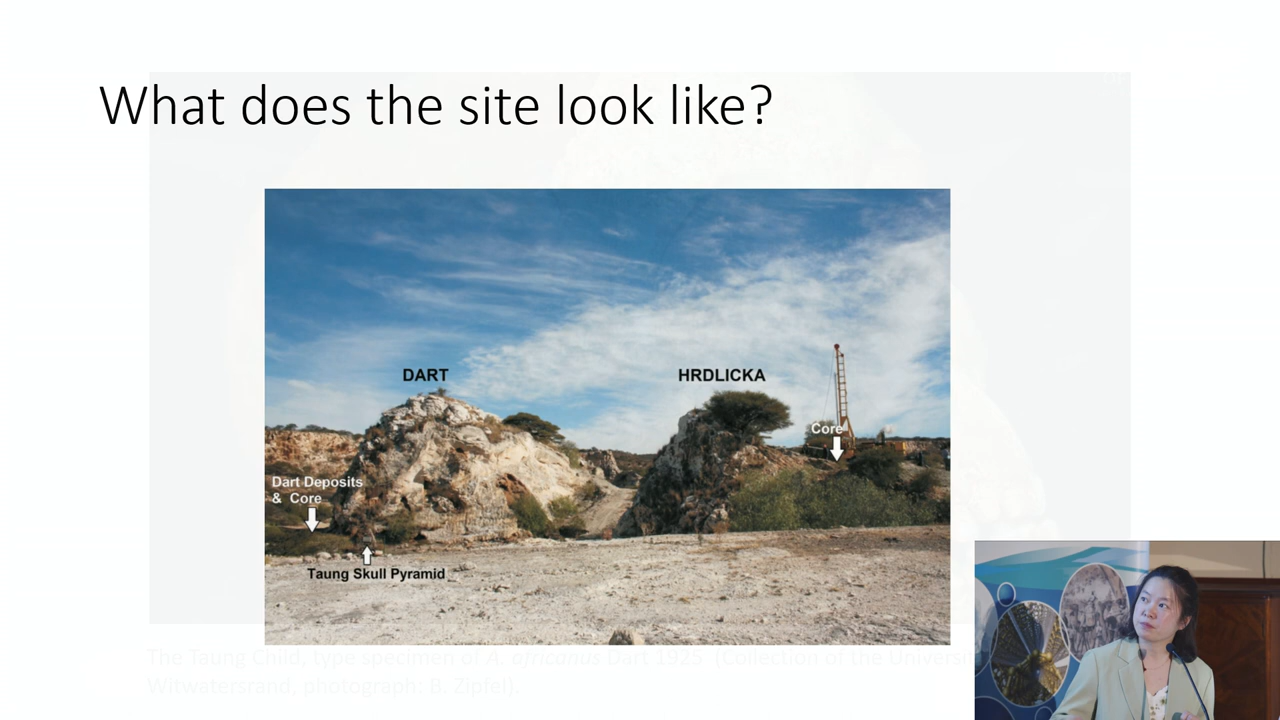 What does the site look like?
DART
HRDLICKA
Core
Dart Deposits
& Core
Taung Skull Pyramid
The Taung Child, type specimen of A. africanus Dart 1925 (Collection of the
Witwatersrand, photograph: B. Zipfel).